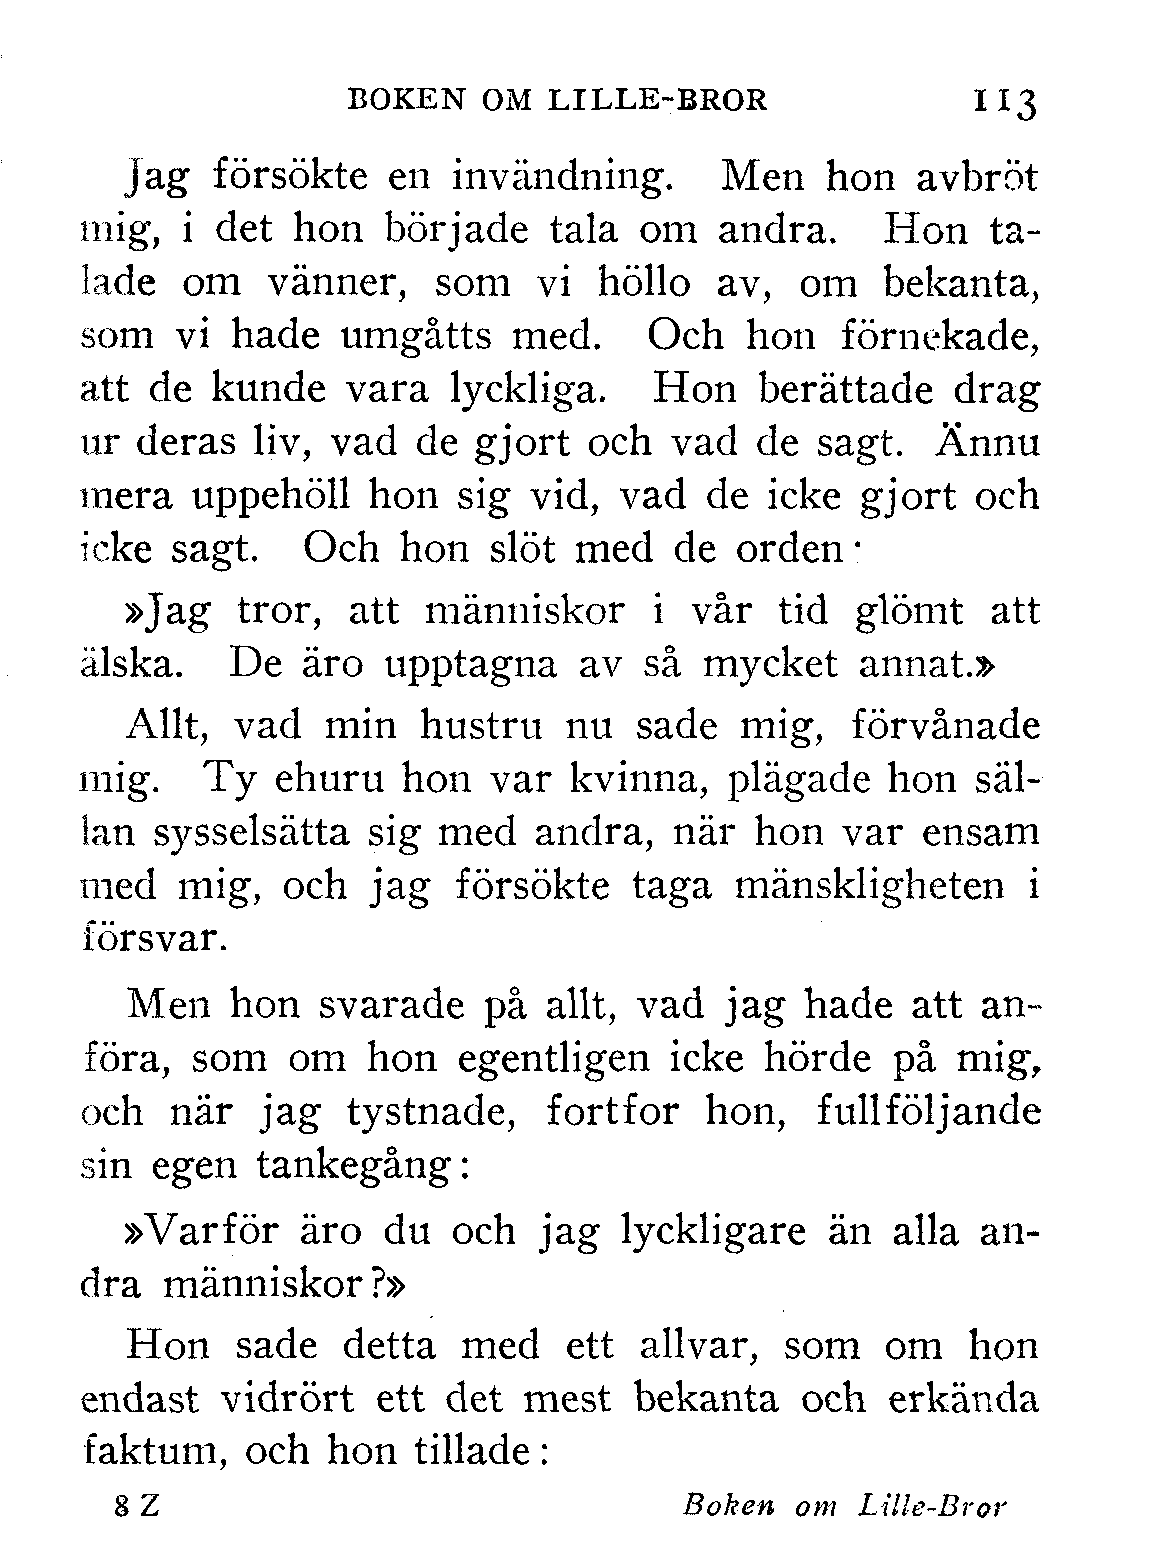 BOKEN OM LILLE-BROR 113
Jag försökte en invändning. Men hon avbröt
mig, i det hon började tala om andra. Hon ta-
lade om vänner, som vi höllo av, om bekanta,
som vi hade umgåtts med. Och hon förnekade,
att de kunde vara lyckliga. Hon berättade drag
ur deras liv, vad de gjort och vad de sagt. Ännu
mera uppehöll hon sig vid, vad de icke gjort och
icke sagt. Och hon slöt med de orden:
»Jag tror, att människor i vår tid glömt att
älska. De äro upptagna av så mycket annat.»
Allt, vad min hustru nu sade mig, förvånade
mig. Ty ehuru hon var kvinna, plägade hon säl-
lan sysselsätta sig med andra, när hon var ensam
med mig, och jag försökte taga mänskligheten i
försvar.
Men hon svarade på allt, vad jag hade att an-
föra, som om hon egentligen icke hörde på mig,
och när jag tystnade, fortfor hon, fullföljande
sin egen tankegång:
»Varför äro du och jag lyckligare än alla an-
dra människor?»
Hon sade detta med ett allvar, som om hon
endast vidrört ett det mest bekanta och erkända
faktum, och hon tillade:
8 Z Boken om Lille-Bror